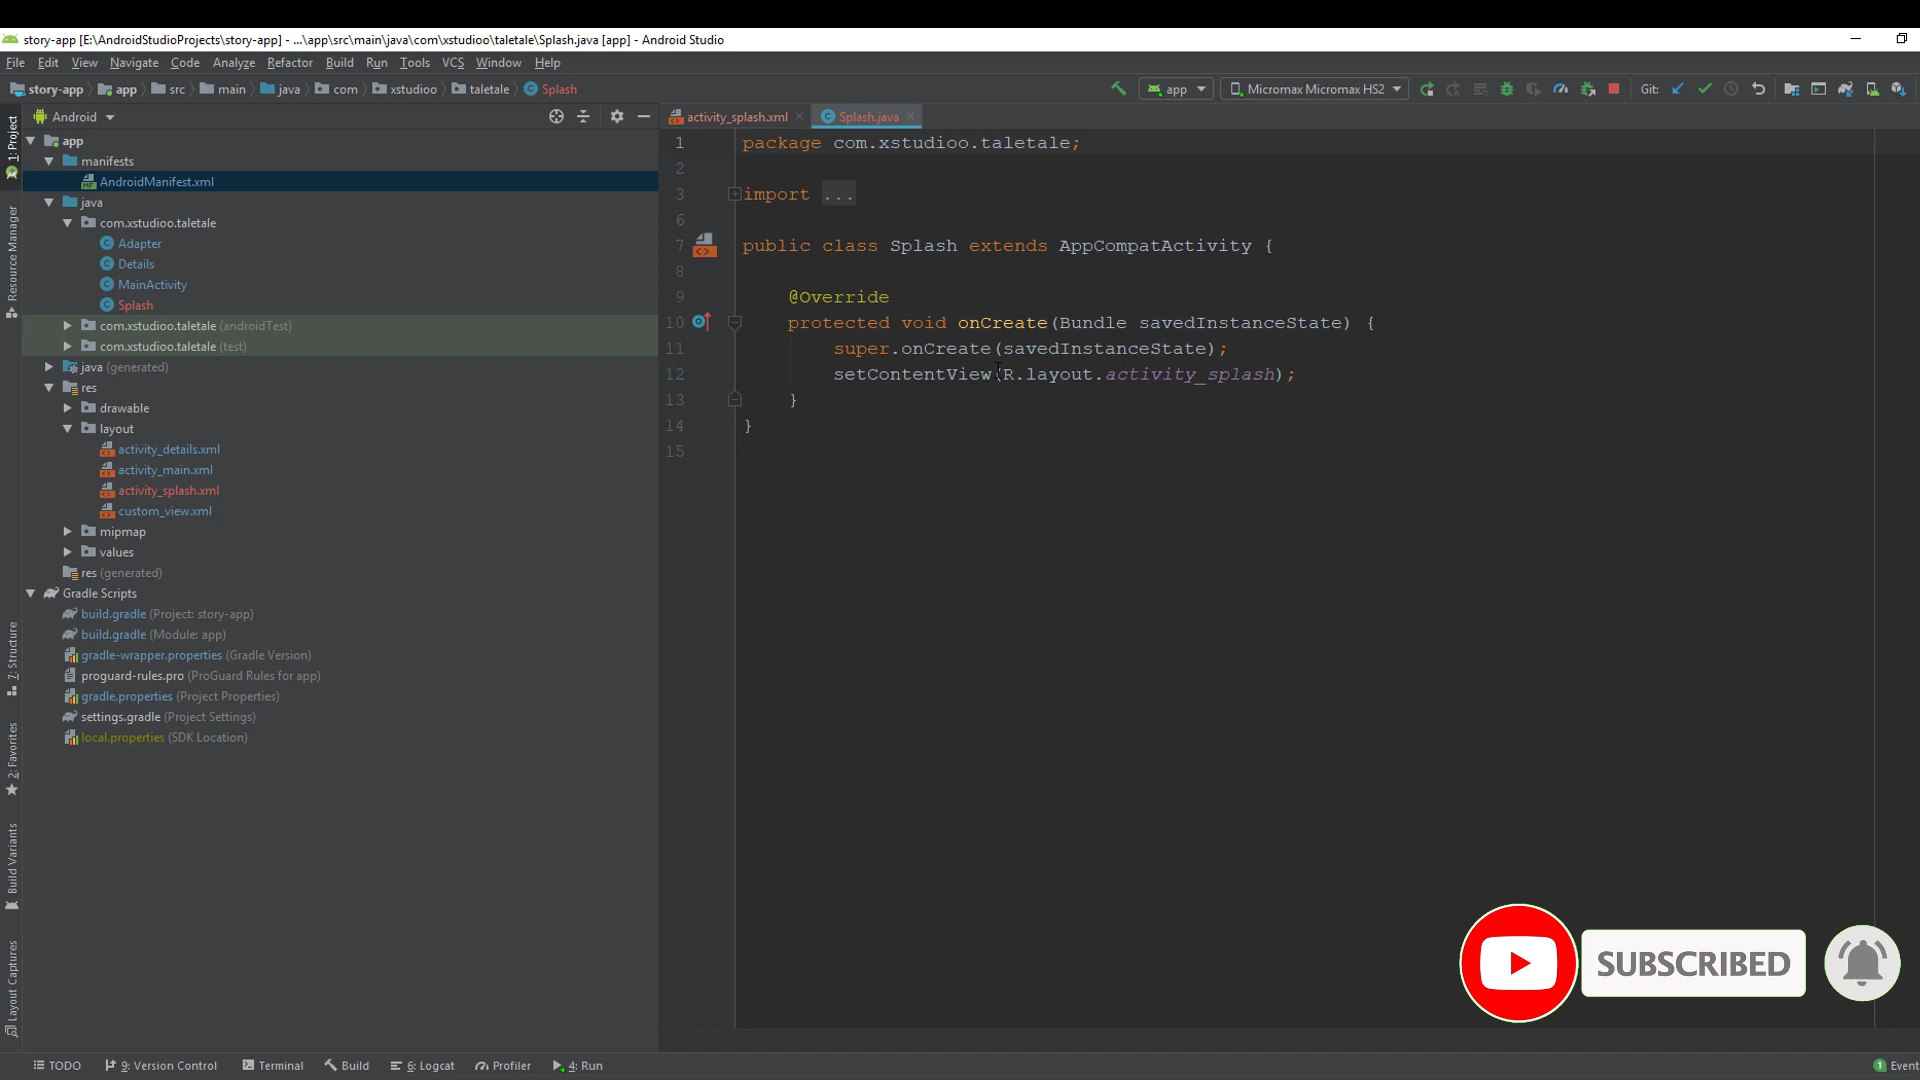 story-app [E:\AndroidStudioProjects\story-app] - ...\app\src\main\java\com\xstudioo\taletale\Splash.java [app] - Android Studio
File Edit View Navigate Code Analyze Refactor Build Run Tools VCS Window Help
story-app app src main java com xstudioo taletale Splash app Micromax Micromax HS2 Git:
Android
activity_splash.xml Splash.java
1: Project
Resource Manager
7: Structure
2: Favorites
Build Variants
Layout Captures
app
manifests
AndroidManifest.xml
java
com.xstudioo.taletale
Adapter
Details
MainActivity
Splash
com.xstudioo.taletale (androidTest)
com.xstudioo.taletale (test)
java (generated)
res
drawable
layout
activity_details.xml
activity_main.xml
activity_splash.xml
custom_view.xml
mipmap
values
res (generated)
Gradle Scripts
build.gradle (Project: story-app)
build.gradle (Module: app)
gradle-wrapper.properties (Gradle Version)
proguard-rules.pro (ProGuard Rules for app)
gradle.properties (Project Properties)
settings.gradle (Project Settings)
local.properties (SDK Location)
1 package com.xstudioo.taletale;
2
3 import ...
6
7 public class Splash extends AppCompatActivity {
8
9 @Override
10 protected void onCreate(Bundle savedInstanceState) {
11 super.onCreate(savedInstanceState);
12 setContentView(R.layout.activity_splash);
13 }
14 }
15
SUBSCRIBED
TODO 9: Version Control Terminal Build 6: Logcat Profiler 4: Run 1 Event